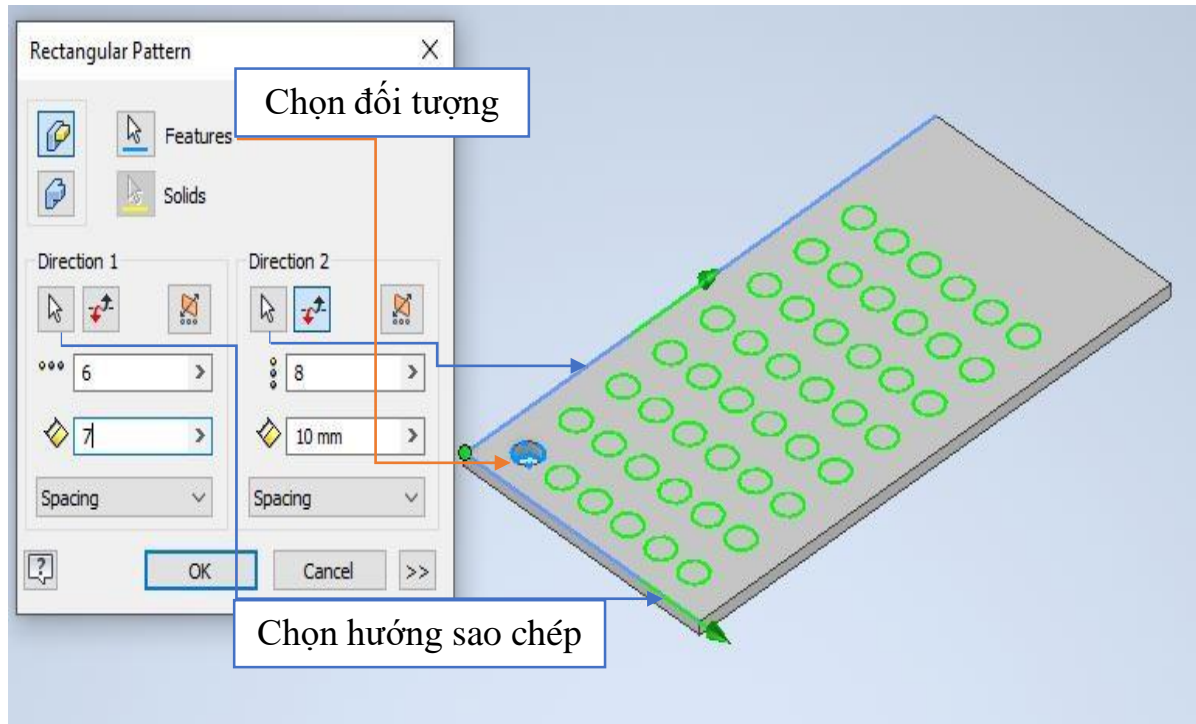 Rectangular Pattern
Chọn đối tượng
Features
Solids
Direction 1
Direction 2
6
8
7
10 mm
Spacing
Spacing
OK
Cancel
>>
Chọn hướng sao chép